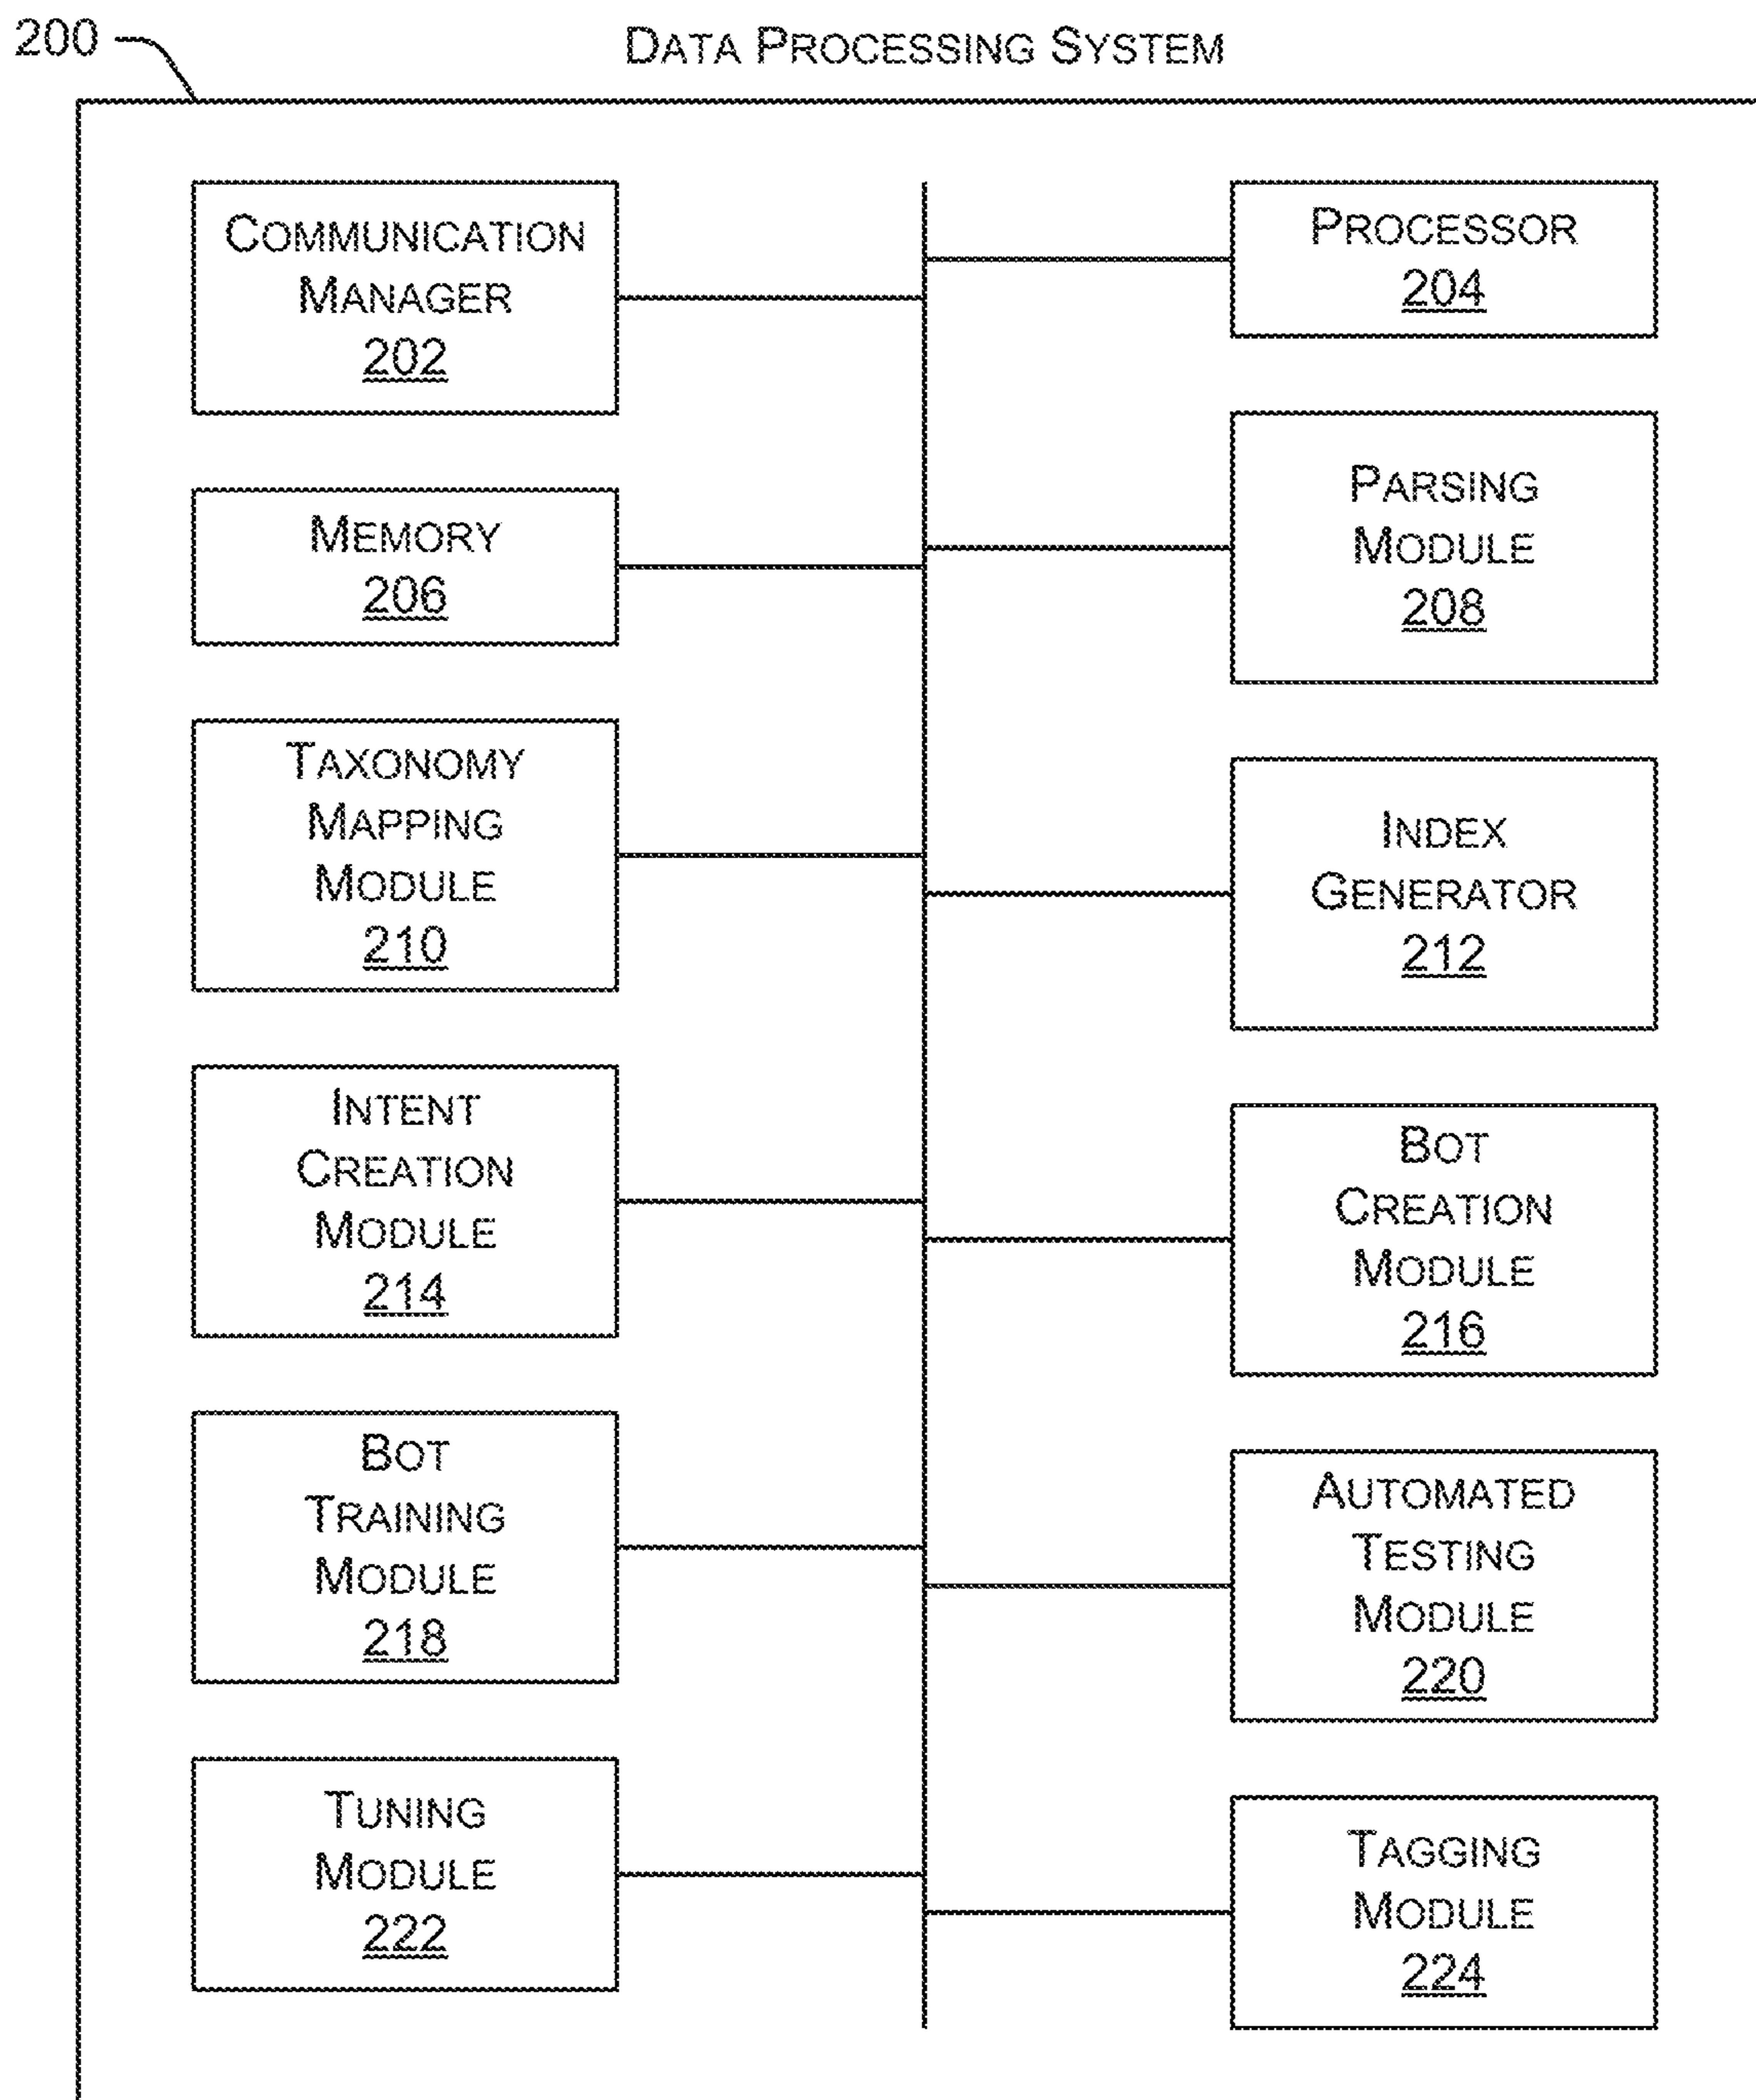 200
DATA PROCESSING SYSTEM
COMMUNICATION
MANAGER
202
PROCESSOR
204
MEMORY
206
PARSING
MODULE
208
TAXONOMY
MAPPING
MODULE
210
INDEX
GENERATOR
212
INTENT
CREATION
MODULE
214
BOT
CREATION
MODULE
216
BOT
TRAINING
MODULE
218
AUTOMATED
TESTING
MODULE
220
TUNING
MODULE
222
TAGGING
MODULE
224